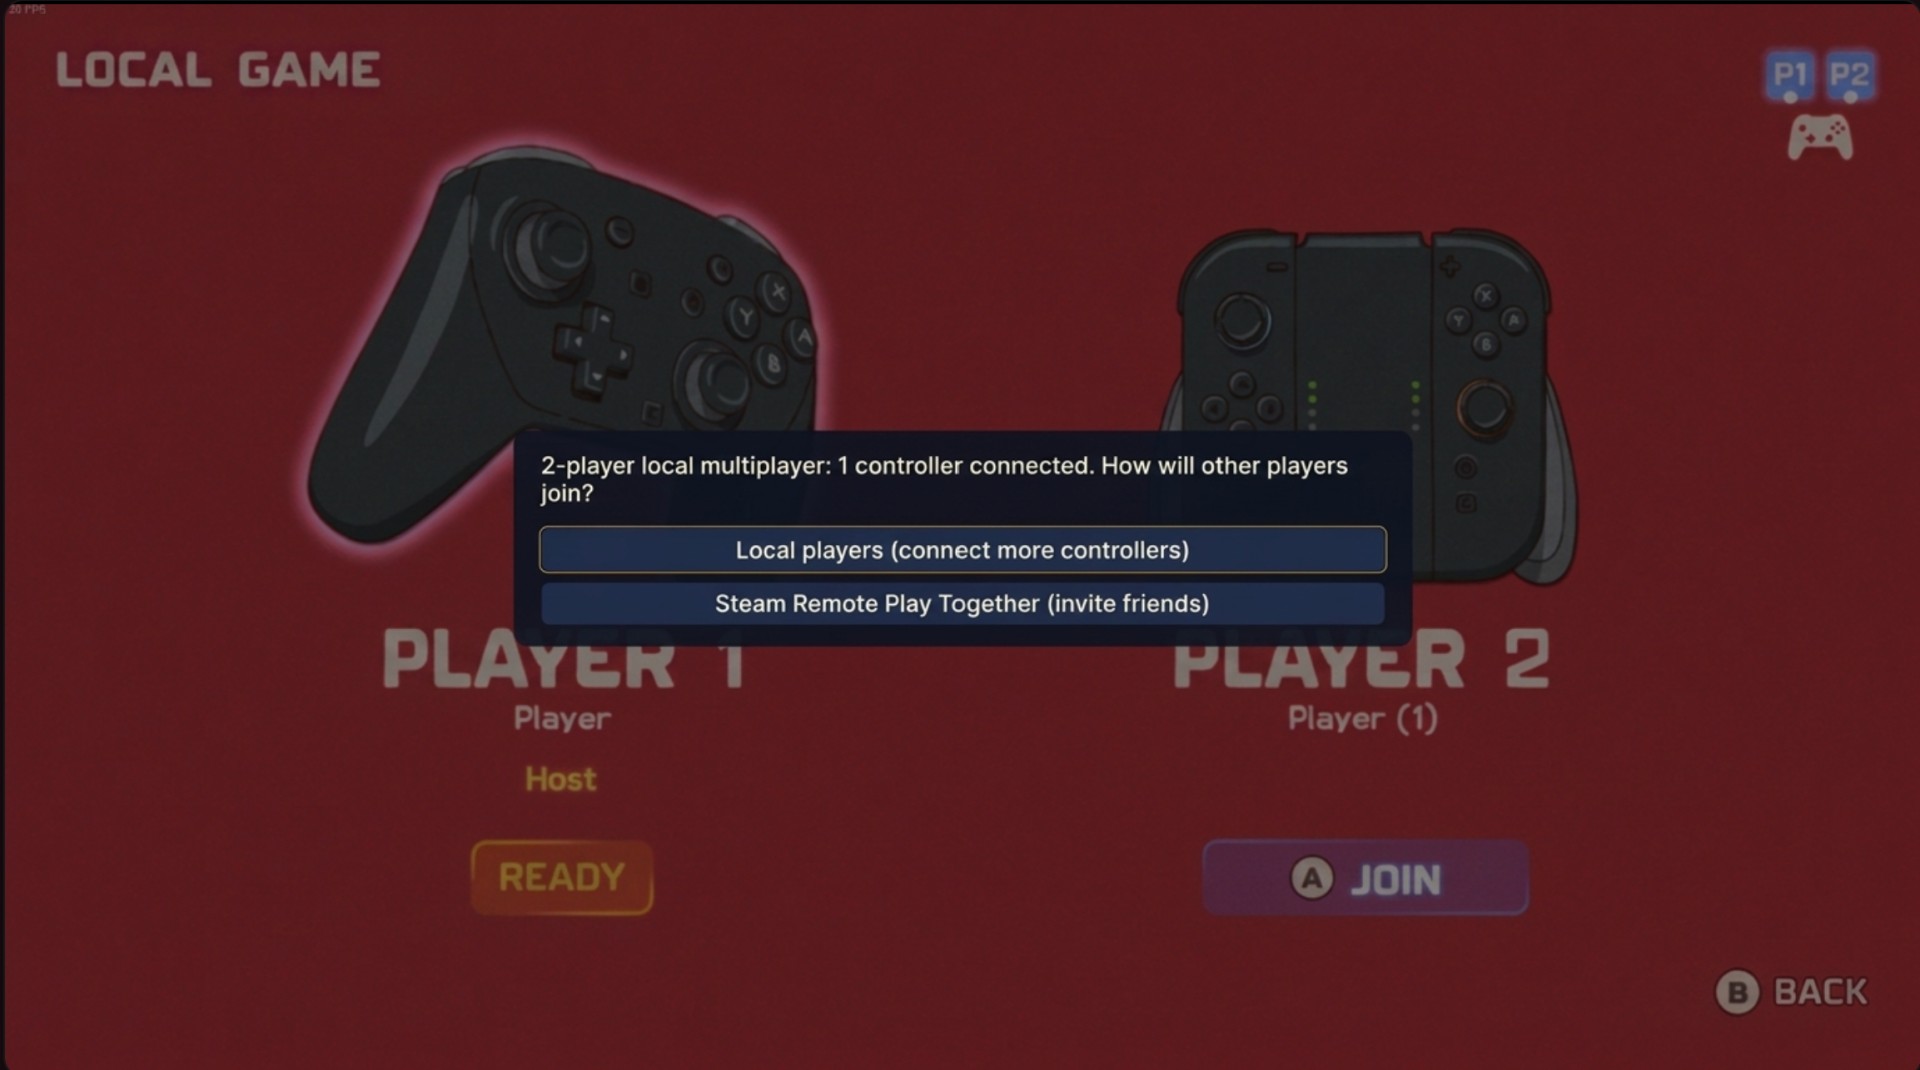 20 FPS
LOCAL GAME
P1 P2
X
Y
A
B
X
Y
A
B
2-player local multiplayer: 1 controller connected. How will other players
join?
Local players (connect more controllers)
Steam Remote Play Together (invite friends)
PLAYER 1
PLAYER 2
Player
Player (1)
Host
READY
A JOIN
B BACK